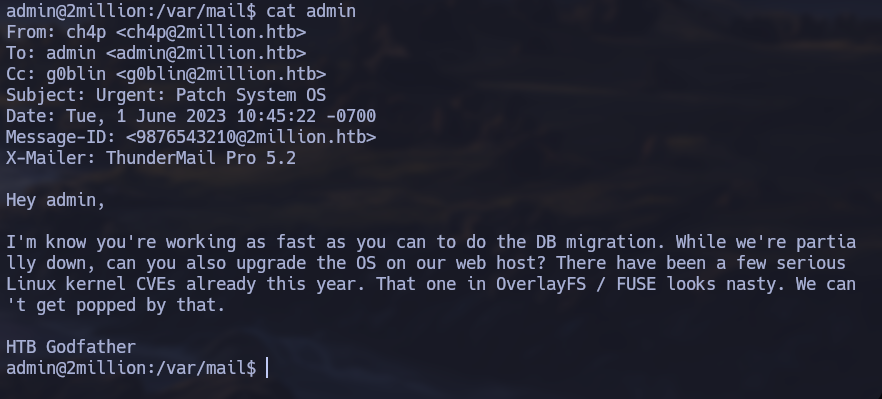 admin@2million:/var/mail$ cat admin
From: ch4p <ch4p@2million.htb>
To: admin <admin@2million.htb>
Cc: g0blin <g0blin@2million.htb>
Subject: Urgent: Patch System OS
Date: Tue, 1 June 2023 10:45:22 -0700
Message-ID: <9876543210@2million.htb>
X-Mailer: ThunderMail Pro 5.2
Hey admin,
I'm know you're working as fast as you can to do the DB migration. While we're partia
lly down, can you also upgrade the OS on our web host? There have been a few serious
Linux kernel CVEs already this year. That one in OverlayFS / FUSE looks nasty. We can
't get popped by that.
HTB Godfather
admin@2million:/var/mail$